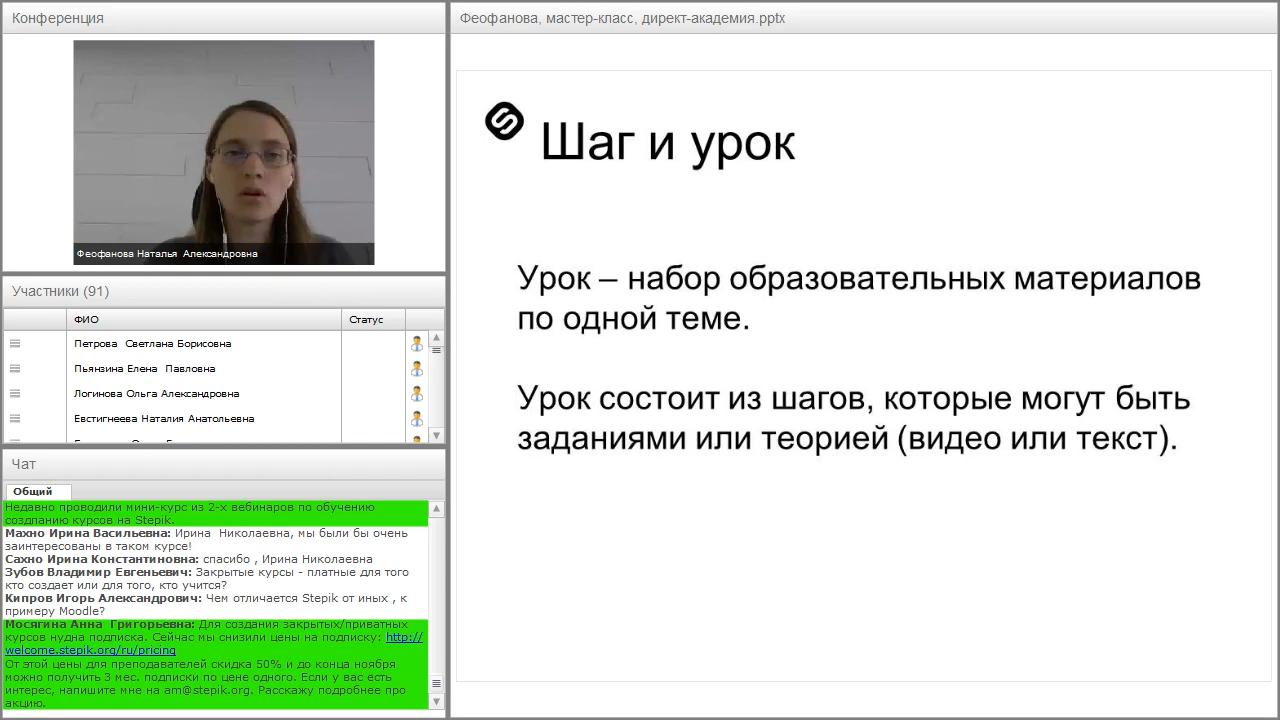 Конференция
Феофанова Наталья Александровна
Участники (91)
ФИО
Статус
Петрова Светлана Борисовна
Пьянзина Елена Павловна
Логинова Ольга Александровна
Евстигнеева Наталия Анатольевна
Чат
Общий
Недавно проводили мини-курс из 2-х вебинаров по обучению
создланию курсов на Stepik.
Махно Ирина Васильевна: Ирина Николаевна, мы были бы очень
заинтересованы в таком курсе!
Сахно Ирина Константиновна: спасибо , Ирина Николаевна
Зубов Владимир Евгеньевич: Закрытые курсы - платные для того
кто создает или для того, кто учится?
Кипров Игорь Александрович: Чем отличается Stepik от иных , к
примеру Moodle?
Мосягина Анна Григорьевна: Для создания закрытых/приватных
курсов нудна подписка. Сейчас мы снизили цены на подписку: http://
welcome.stepik.org/ru/pricing
От этой цены для преподавателей скидка 50% и до конца ноября
можно получить 3 мес. подписки по цене одного. Если у вас есть
интерес, напишите мне на am@stepik.org. Расскажу подробнее про
акцию.
Феофанова, мастер-класс, директ-академия.pptx
Шаг и урок
Урок – набор образовательных материалов
по одной теме.
Урок состоит из шагов, которые могут быть
заданиями или теорией (видео или текст).